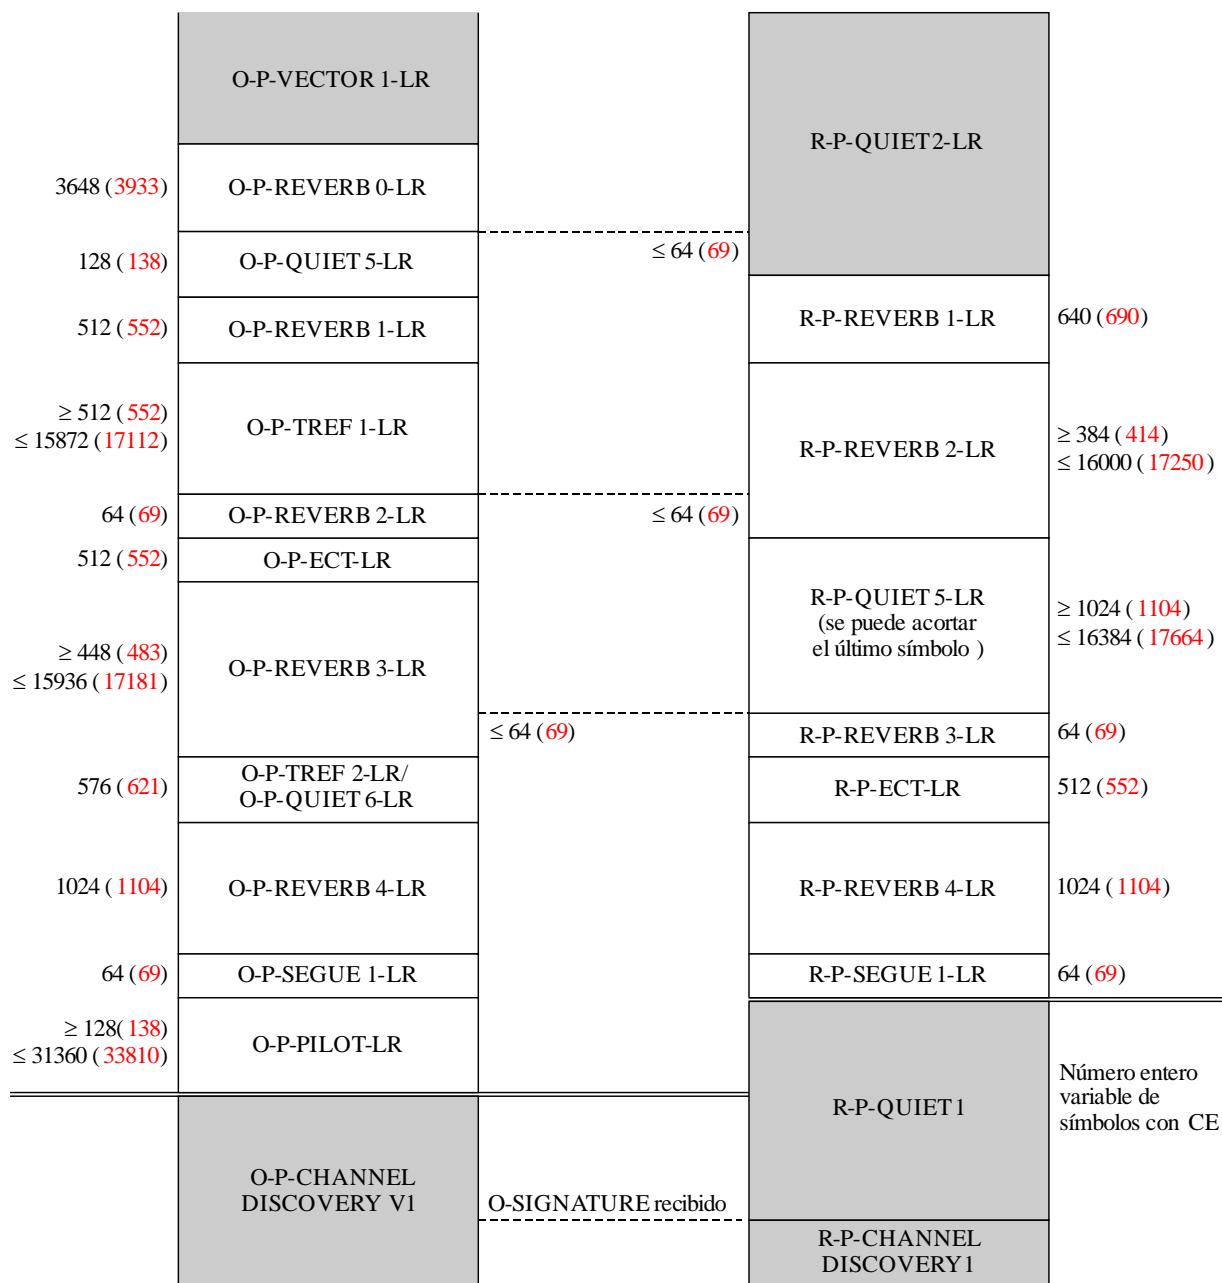 O-P-VECTOR 1-LR
R-P-QUIET 2-LR
3648 (3933)
O-P-REVERB 0-LR
128 (138)
O-P-QUIET 5-LR
≤ 64 (69)
512 (552)
O-P-REVERB 1-LR
R-P-REVERB 1-LR
640 (690)
≥ 512 (552)
≤ 15872 (17112)
O-P-TREF 1-LR
R-P-REVERB 2-LR
≥ 384 (414)
≤ 16000 (17250)
64 (69)
O-P-REVERB 2-LR
≤ 64 (69)
512 (552)
O-P-ECT-LR
R-P-QUIET 5-LR
(se puede acortar
el último símbolo )
≥ 1024 (1104)
≤ 16384 (17664)
≥ 448 (483)
≤ 15936 (17181)
O-P-REVERB 3-LR
≤ 64 (69)
R-P-REVERB 3-LR
64 (69)
576 (621)
O-P-TREF 2-LR/
O-P-QUIET 6-LR
R-P-ECT-LR
512 (552)
1024 (1104)
O-P-REVERB 4-LR
R-P-REVERB 4-LR
1024 (1104)
64 (69)
O-P-SEGUE 1-LR
R-P-SEGUE 1-LR
64 (69)
≥ 128(138)
≤ 31360 (33810)
O-P-PILOT-LR
R-P-QUIET 1
Número entero
variable de
símbolos con CE
O-P-CHANNEL
DISCOVERY V1
O-SIGNATURE recibido
R-P-CHANNEL
DISCOVERY 1